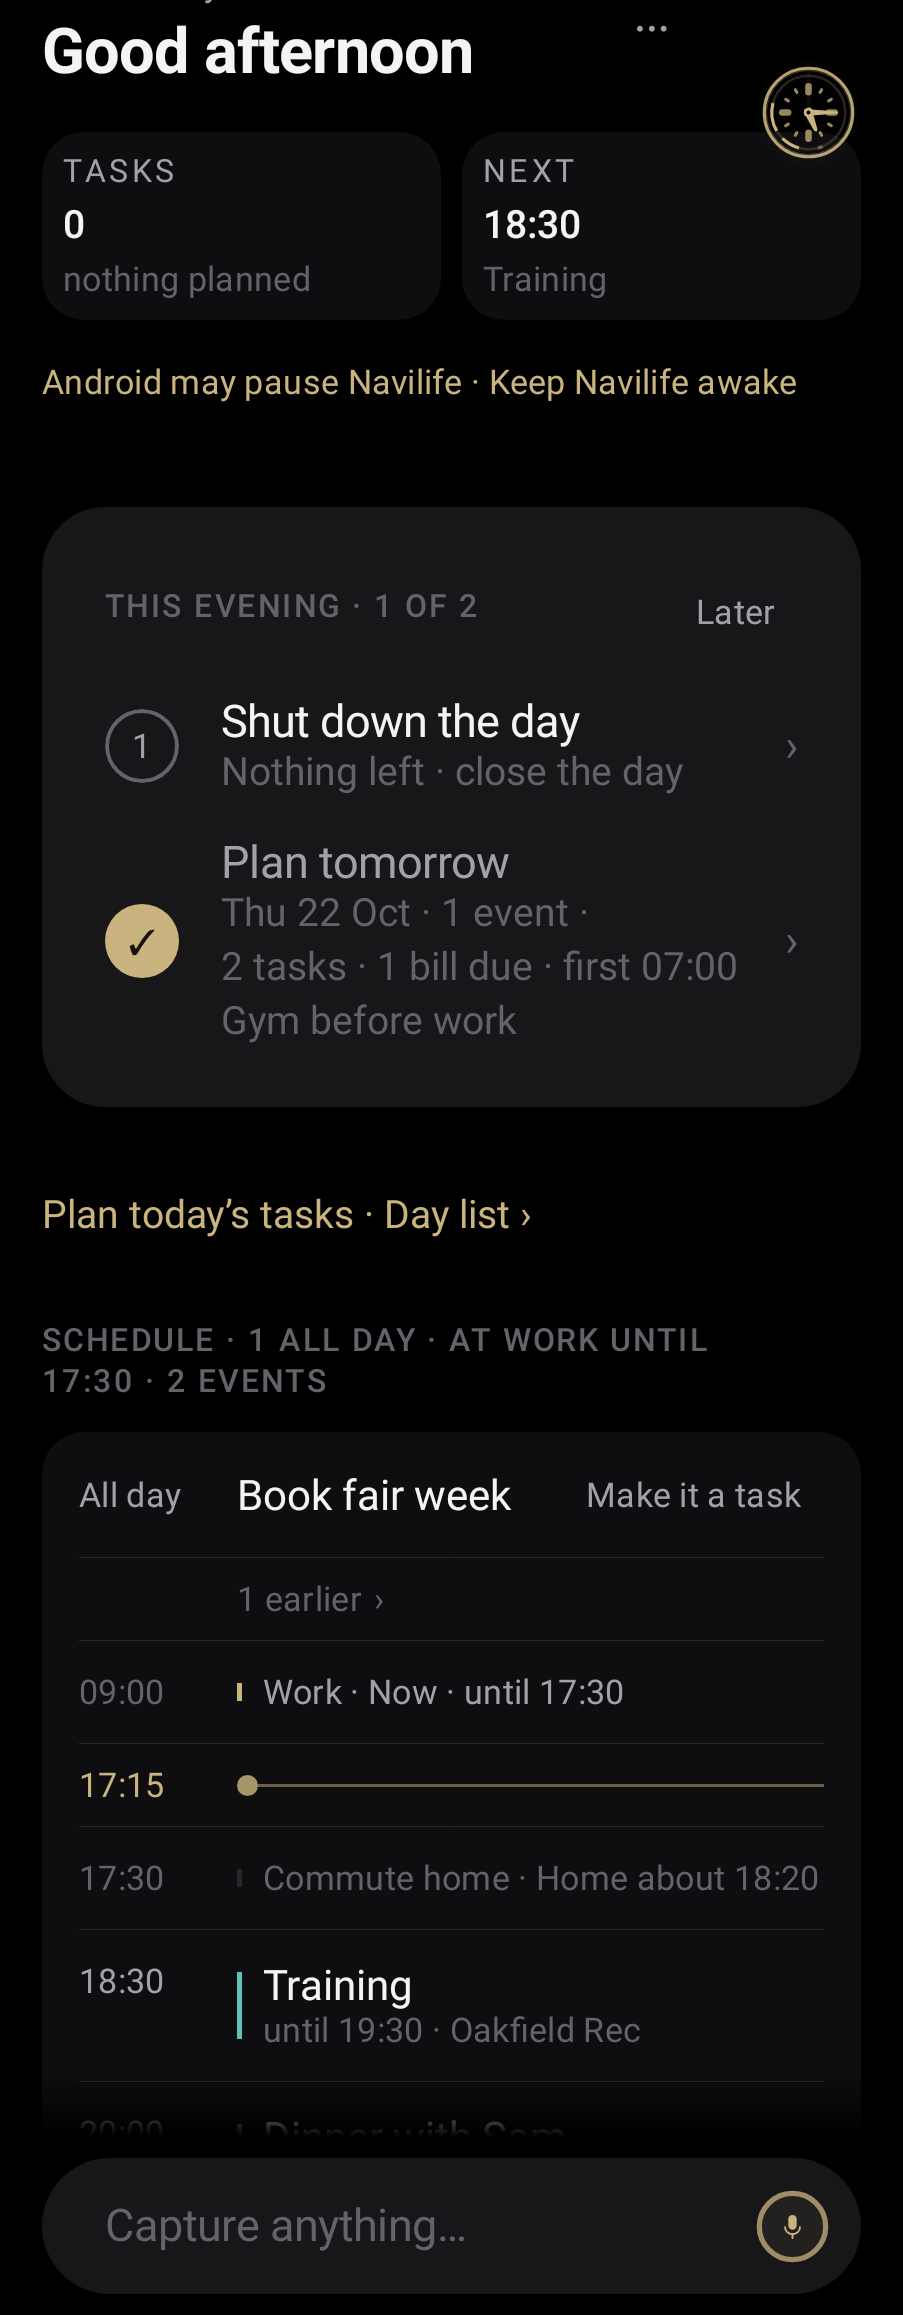 Good afternoon
TASKS
0
nothing planned
NEXT
18:30
Training
Android may pause Navilife · Keep Navilife awake
THIS EVENING · 1 OF 2
Later
1
Shut down the day
Nothing left · close the day
›
✓
Plan tomorrow
Thu 22 Oct · 1 event ·
2 tasks · 1 bill due · first 07:00
Gym before work
›
Plan today’s tasks · Day list ›
SCHEDULE · 1 ALL DAY · AT WORK UNTIL
17:30 · 2 EVENTS
All day Book fair week Make it a task
1 earlier ›
09:00 Work · Now · until 17:30
17:15
17:30 Commute home · Home about 18:20
18:30 Training
until 19:30 · Oakfield Rec
20:00 Dinner with Sam
Capture anything...